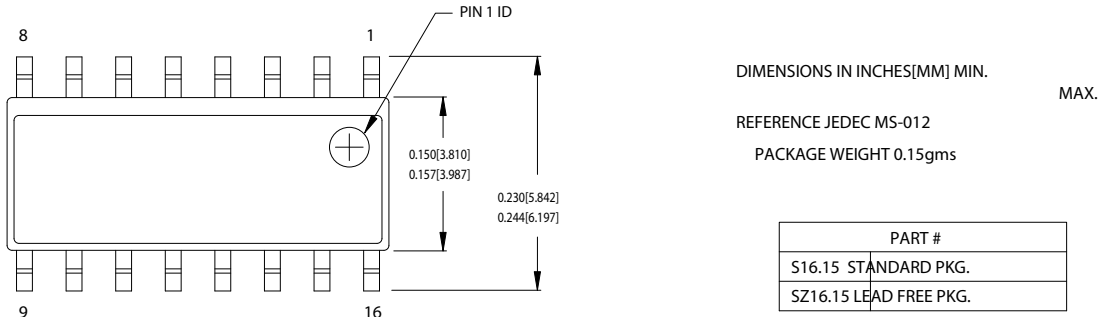 PIN 1 ID
8
1
DIMENSIONS IN INCHES[MM] MIN.
MAX.
REFERENCE JEDEC MS-012
PACKAGE WEIGHT 0.15gms
0.150[3.810]
0.157[3.987]
0.230[5.842]
0.244[6.197]
PART #
S16.15 STANDARD PKG.
SZ16.15 LEAD FREE PKG.
9
16